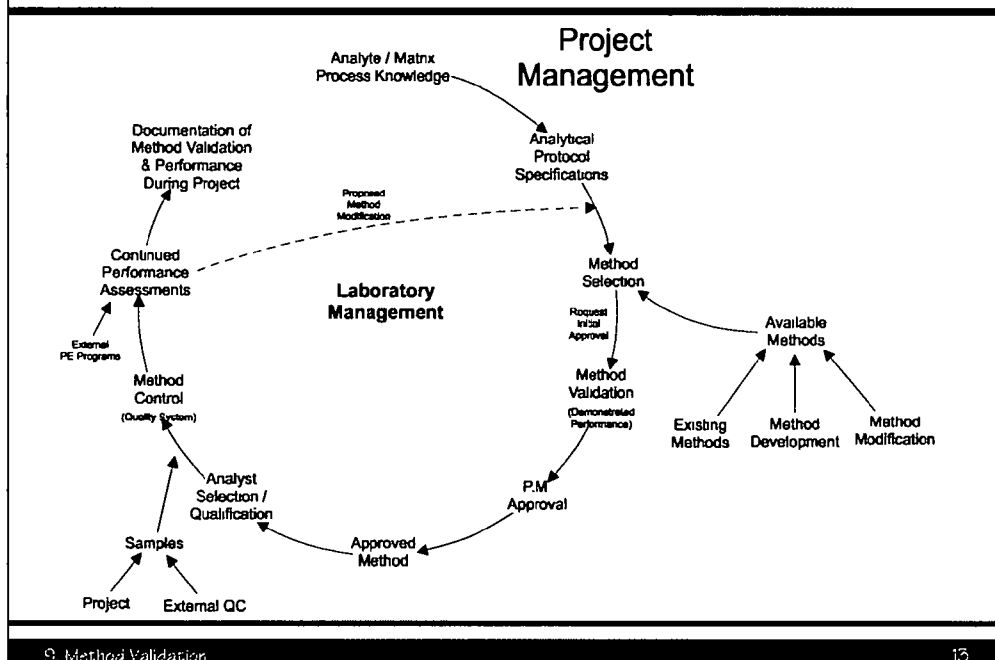 Project
Management
Analyte / Matrix
Process Knowledge
Analytical
Protocol
Specifications
Documentation of
Method Validation
& Performance
During Project
Proposed
Method
Modification
Continued
Performance
Assessments
Laboratory
Management
Method
Selection
Request
Initial
Approval
Available
Methods
External
PE Programs
Method
Control
(Quality System)
Method
Validation
(Demonstrated
Performance)
Existing
Methods
Method
Development
Method
Modification
Analyst
Selection /
Qualification
P.M
Approval
Approved
Method
Samples
Project
External QC
9. Method Validation
13